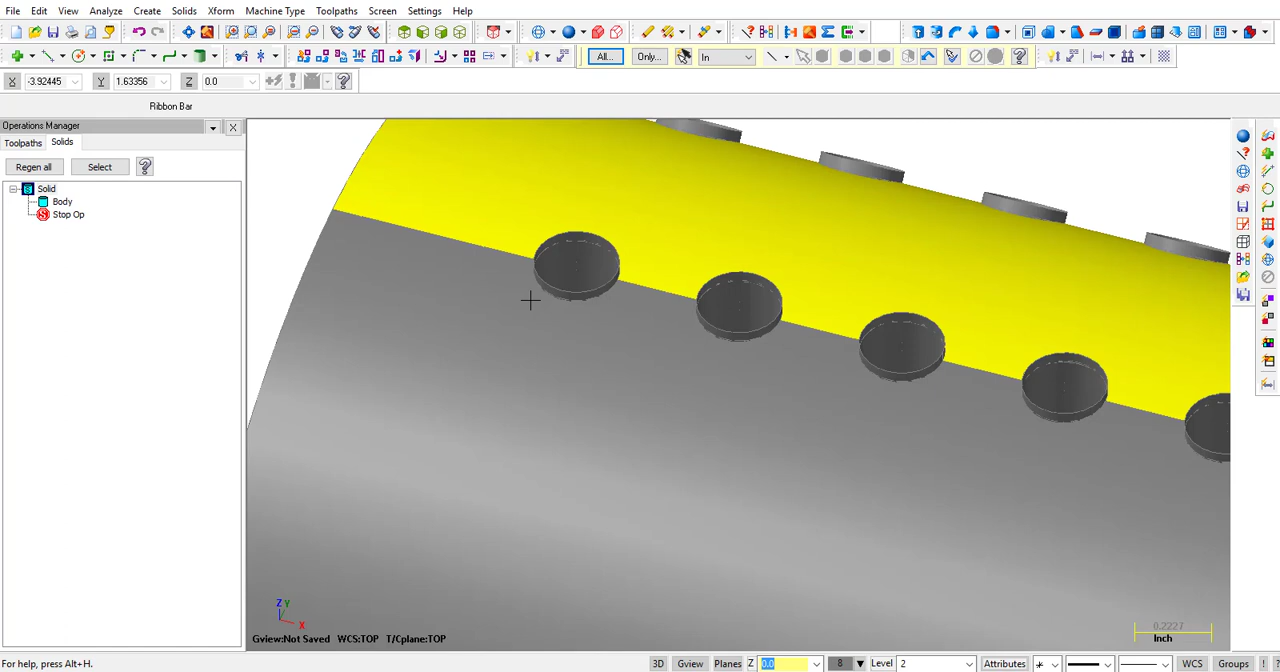 File Edit View Analyze Create Solids Xform Machine Type Toolpaths Screen Settings Help
All... Only... In
X -3.92445 Y 1.63356 Z 0.0
Ribbon Bar
Operations Manager
Toolpaths Solids
Regen all Select
Solid
Body
Stop Op
Z Y
X
Gview:Not Saved WCS:TOP T/Cplane:TOP
0.2227
Inch
For help, press Alt+H.
3D Gview Planes Z 0.0 8 Level 2 Attributes WCS Groups ! ?